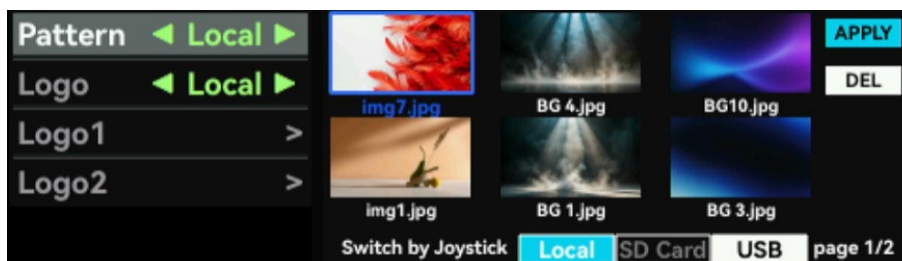 Pattern ◀ Local ▶
Logo ◀ Local ▶
Logo1 >
Logo2 >
img7.jpg BG 4.jpg BG10.jpg
img1.jpg BG 1.jpg BG 3.jpg
APPLY
DEL
Switch by Joystick Local SD Card USB page 1/2